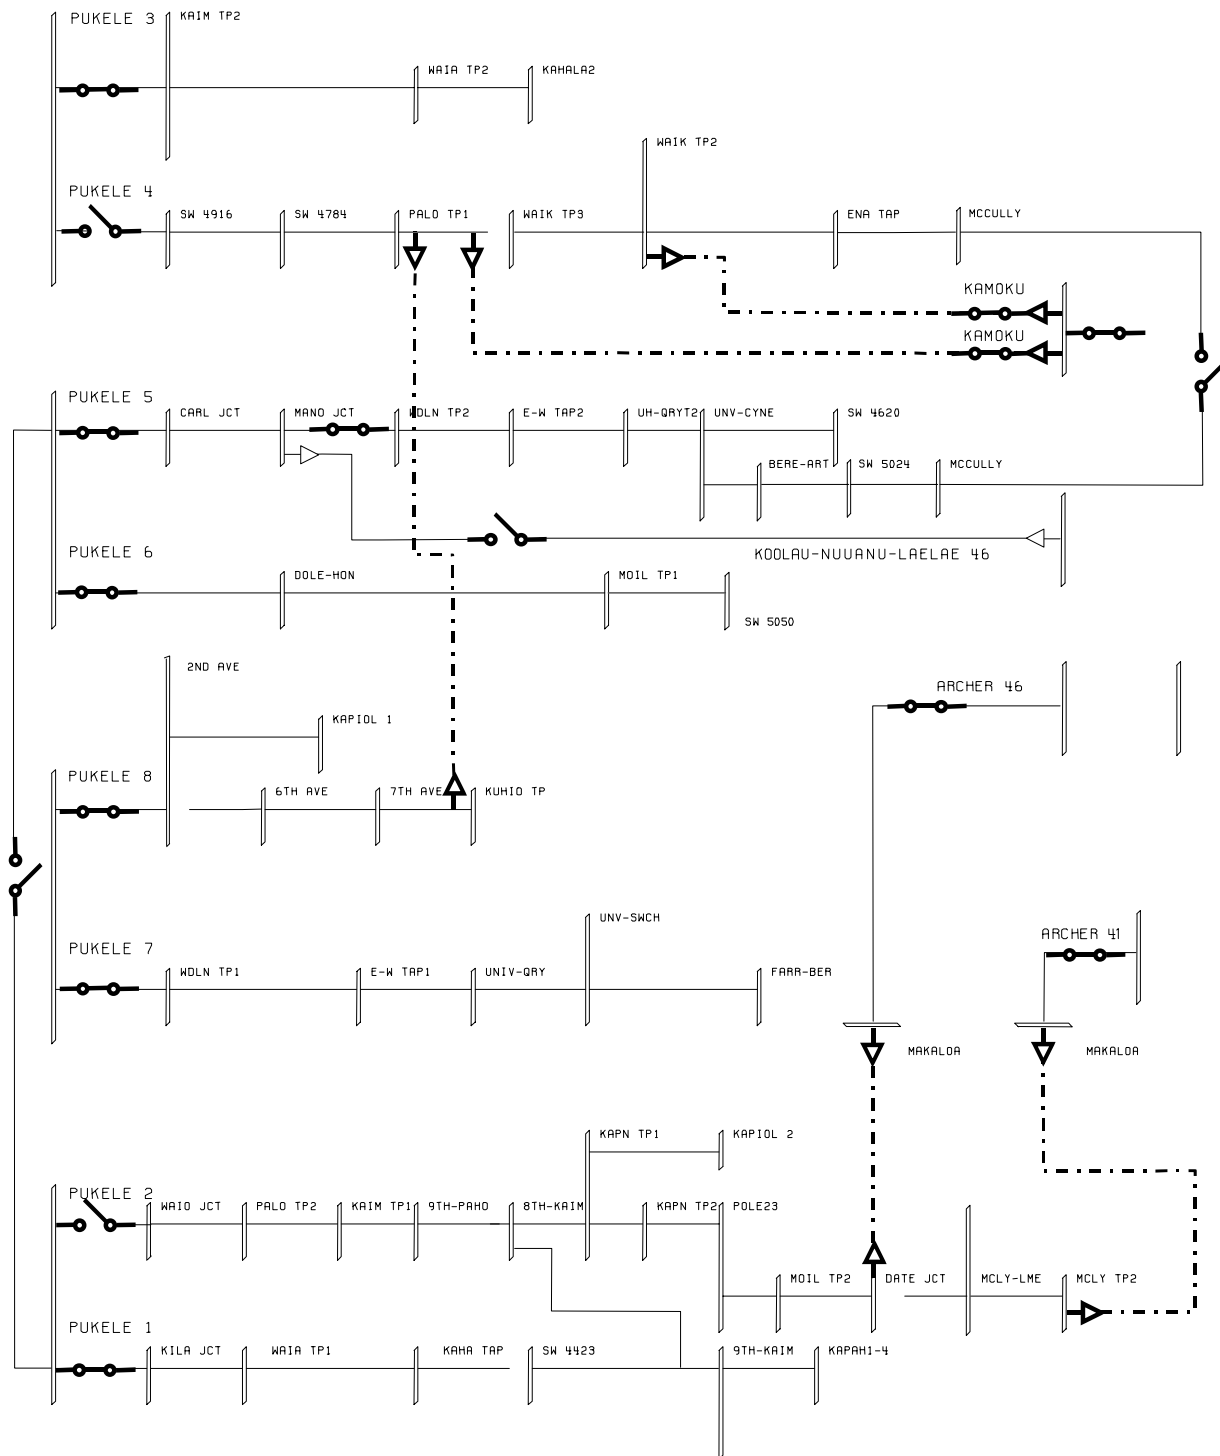 PUKELE 3
KAIM TP2
WAIA TP2
KAHALA2
WAIK TP2
PUKELE 4
SW 4916
SW 4784
PALO TP1
WAIK TP3
ENA TAP
MCCULLY
KAMOKU
KAMOKU
PUKELE 5
CARL JCT
MANO JCT
WDLN TP2
E-W TAP2
UH-QRYT2
UNV-CYNE
SW 4620
BERE-ART
SW 5024
MCCULLY
PUKELE 6
KOOLAU-NUUANU-LAELAE 46
DOLE-HON
MOIL TP1
SW 5050
2ND AVE
ARCHER 46
KAPIOL 1
PUKELE 8
6TH AVE
7TH AVE
KUHIO TP
UNV-SWCH
PUKELE 7
ARCHER 41
WDLN TP1
E-W TAP1
UNIV-QRY
FARR-BER
MAKALOA
MAKALOA
KAPN TP1
KAPIOL 2
PUKELE 2
WAIO JCT
PALO TP2
KAIM TP1
9TH-PAHO
8TH-KAIM
KAPN TP2
POLE23
MOIL TP2
DATE JCT
MCLY-LME
MCLY TP2
PUKELE 1
KILA JCT
WAIA TP1
KAHA TAP
SW 4423
9TH-KAIM
KAPAH1-4